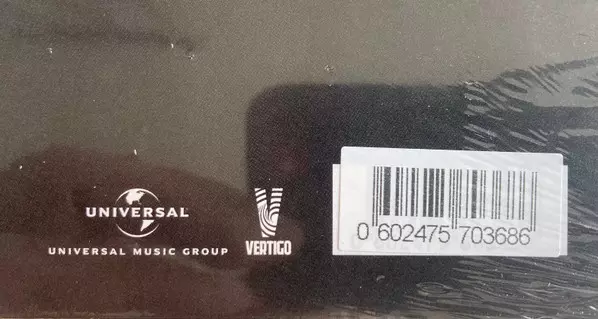 UNIVERSAL
UNIVERSAL MUSIC GROUP
VERTIGO
0 602475 703686